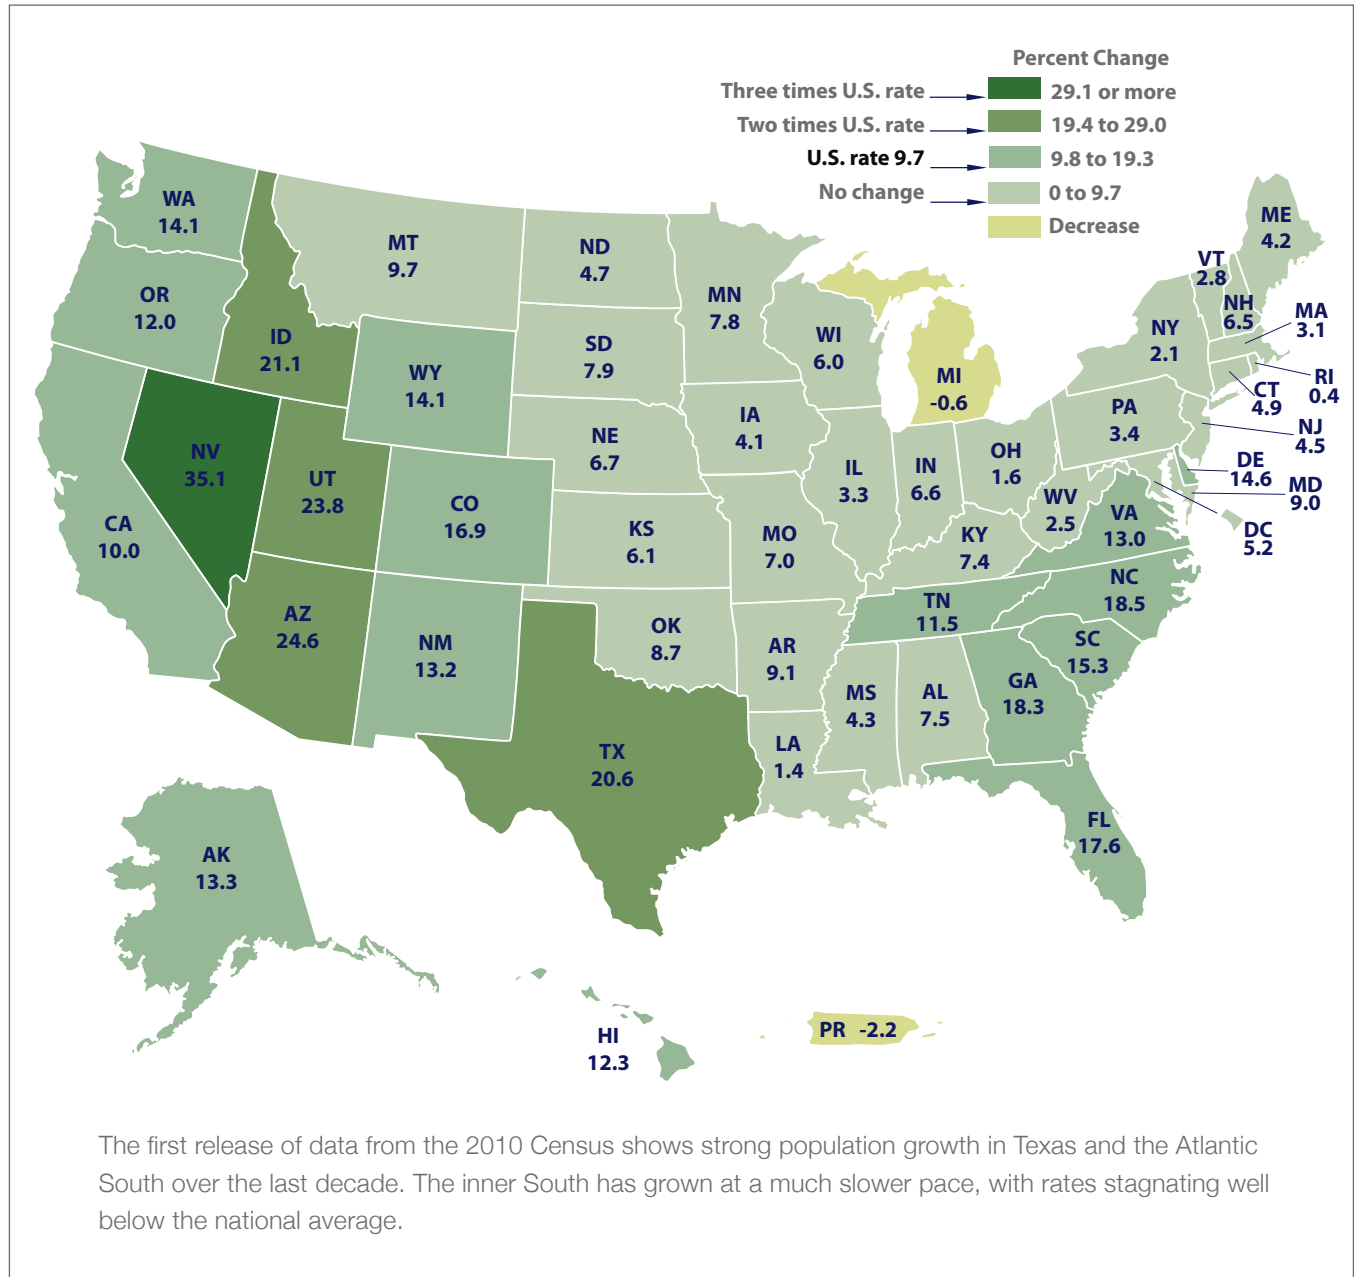 Percent Change
Three times U.S. rate 29.1 or more
Two times U.S. rate 19.4 to 29.0
U.S. rate 9.7 9.8 to 19.3
No change 0 to 9.7
Decrease
WA
14.1
OR
12.0
CA
10.0
ID
21.1
NV
35.1
UT
23.8
AZ
24.6
MT
9.7
WY
14.1
CO
16.9
NM
13.2
ND
4.7
SD
7.9
NE
6.7
KS
6.1
OK
8.7
TX
20.6
MN
7.8
IA
4.1
MO
7.0
AR
9.1
LA
1.4
WI
6.0
IL
3.3
MI
-0.6
IN
6.6
OH
1.6
KY
7.4
TN
11.5
MS
4.3
AL
7.5
GA
18.3
FL
17.6
SC
15.3
NC
18.5
VA
13.0
WV
2.5
PA
3.4
NY
2.1
VT
2.8
NH
6.5
ME
4.2
MA
3.1
RI
0.4
CT
4.9
NJ
4.5
DE
14.6
MD
9.0
DC
5.2
AK
13.3
HI
12.3
PR -2.2
The first release of data from the 2010 Census shows strong population growth in Texas and the Atlantic
South over the last decade. The inner South has grown at a much slower pace, with rates stagnating well
below the national average.